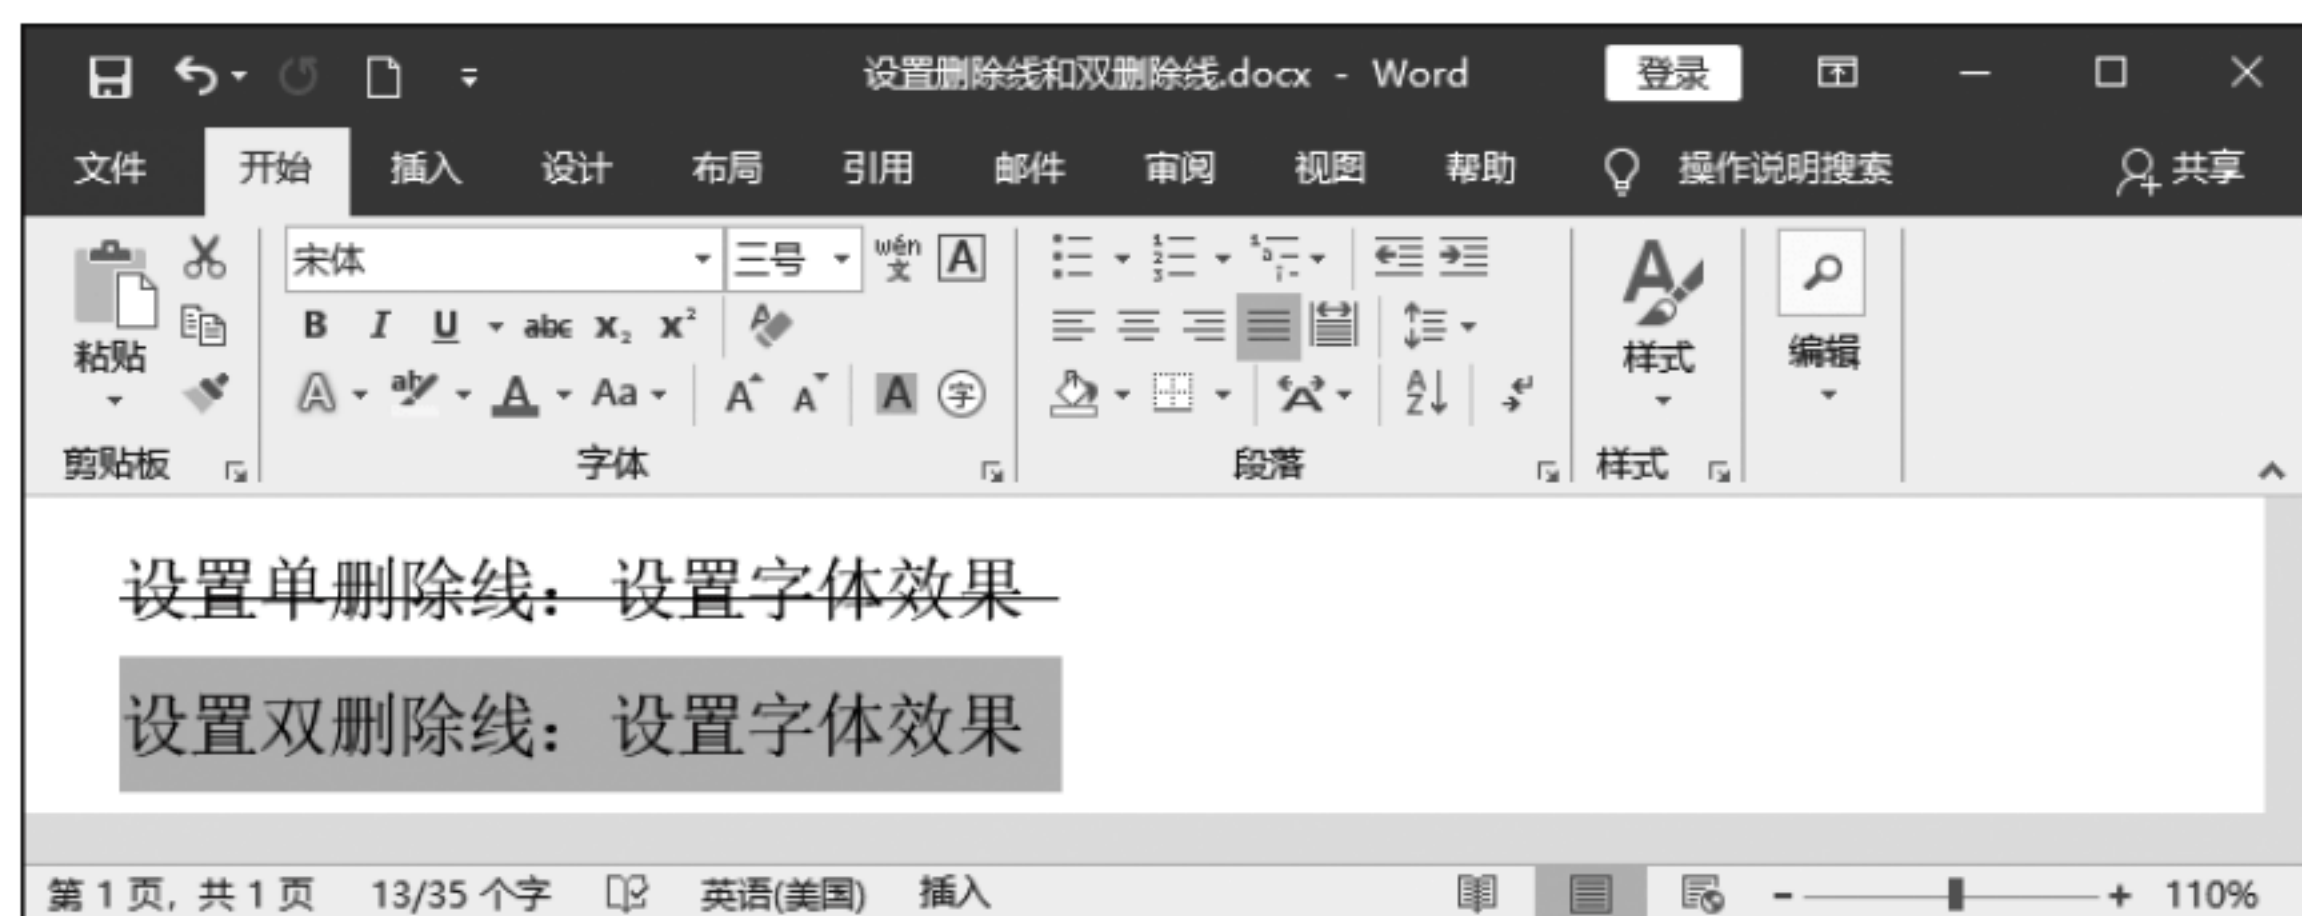 设置删除线和双删除线.docx - Word 登录
文件 开始 插入 设计 布局 引用 邮件 审阅 视图 帮助 操作说明搜索 共享
宋体 三号 wén 文 A
粘贴 B I U abc x₂ x² A 样式 编辑
A ab A Aa A A A 字 A Z
剪贴板 字体 段落 样式
设置单删除线：设置字体效果
设置双删除线：设置字体效果
第 1 页，共 1 页 13/35 个字 英语(美国) 插入 110%